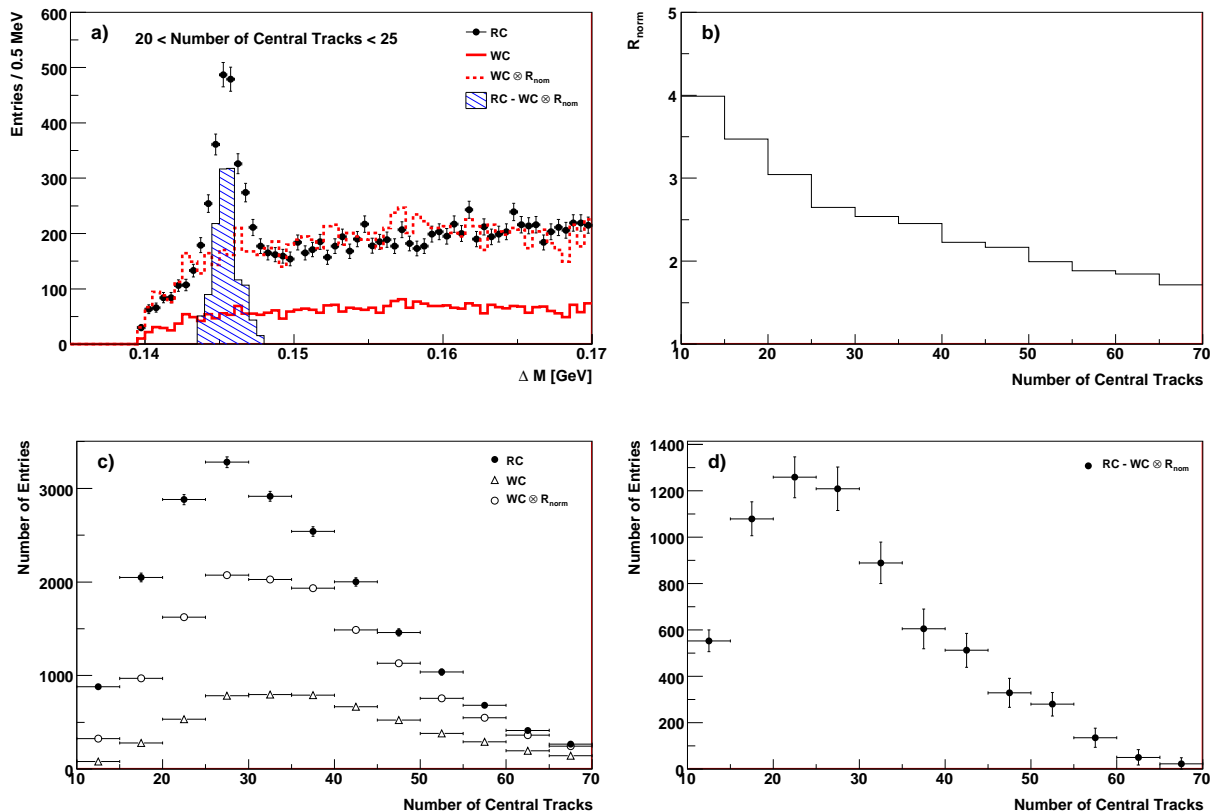 a)
20 < Number of Central Tracks < 25
RC
WC
WC ⊗ R_nom
RC - WC ⊗ R_nom
Entries / 0.5 MeV
600
500
400
300
200
100
0
0.14 0.15 0.16 0.17
Δ M [GeV]
b)
R_norm
5
4
3
2
1
10 20 30 40 50 60 70
Number of Central Tracks
c)
RC
WC
WC ⊗ R_norm
Number of Entries
3000
2000
1000
0
10 20 30 40 50 60 70
Number of Central Tracks
d)
RC - WC ⊗ R_nom
Number of Entries
1400
1200
1000
800
600
400
200
0
10 20 30 40 50 60 70
Number of Central Tracks